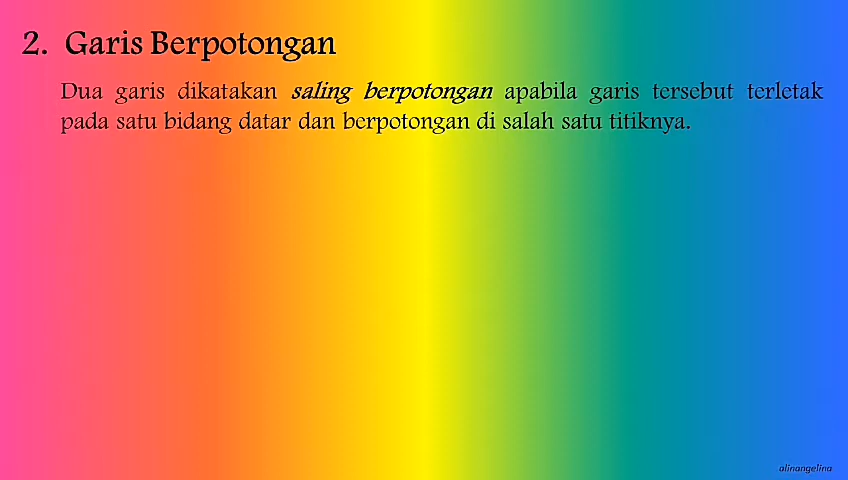 2. Garis Berpotongan
Dua garis dikatakan saling berpotongan apabila garis tersebut terletak
pada satu bidang datar dan berpotongan di salah satu titiknya.
alinangelina